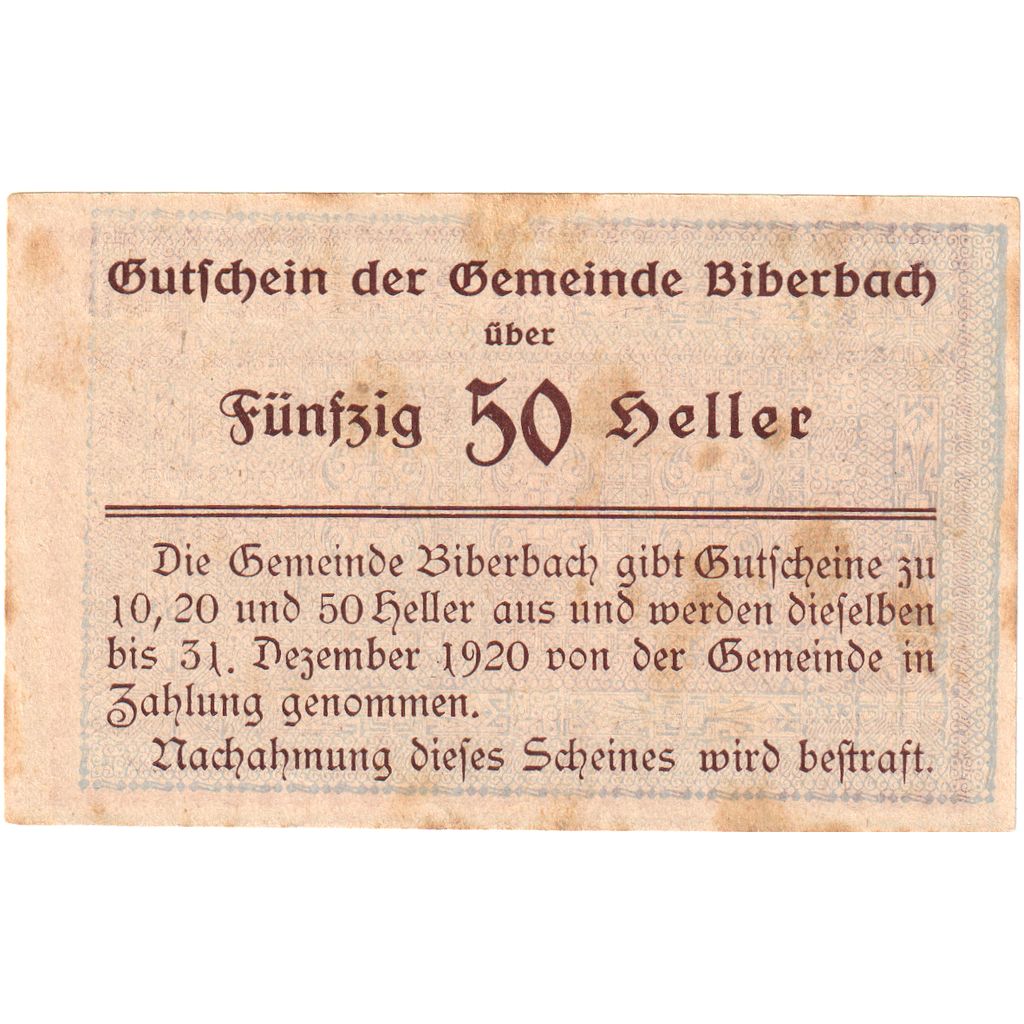 Gutschein der Gemeinde Biberbach
über
Fünfzig 50 Heller
Die Gemeinde Biberbach gibt Gutscheine zu
10, 20 und 50 Heller aus und werden dieselben
bis 31. Dezember 1920 von der Gemeinde in
Zahlung genommen.
Nachahmung dieses Scheines wird bestraft.